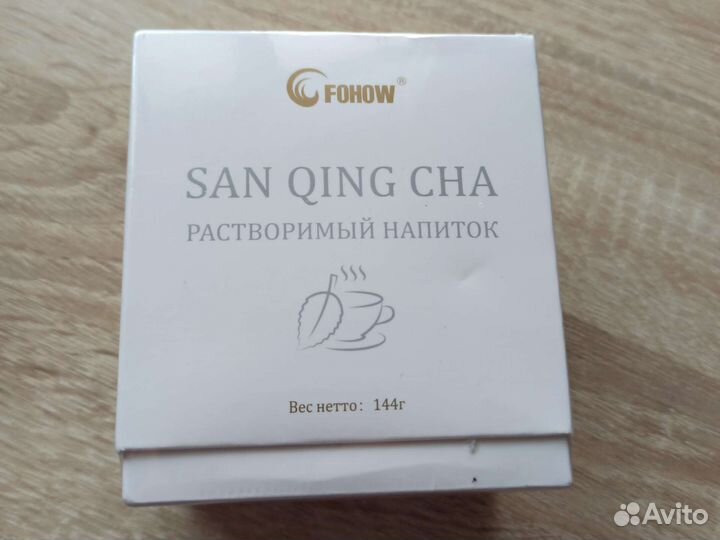 FOHOW®
SAN QING CHA
РАСТВОРИМЫЙ НАПИТОК
Вес нетто: 144г
Avito